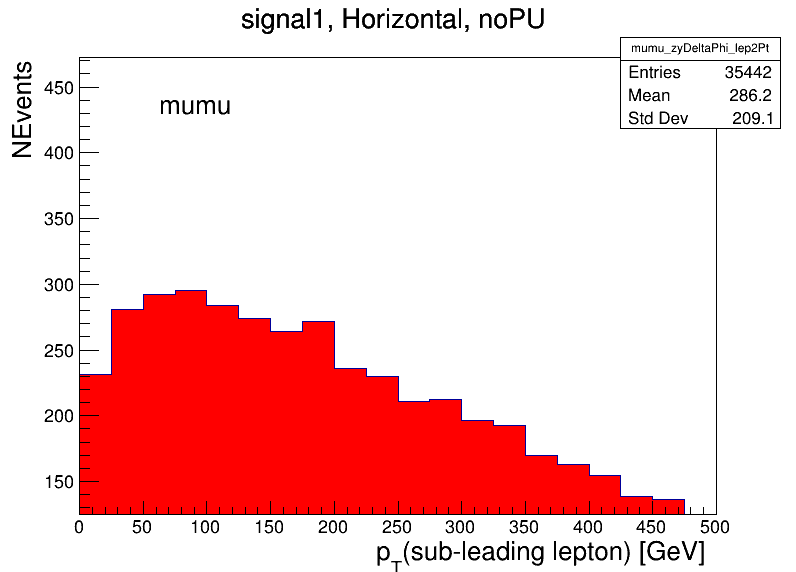 signal1, Horizontal, noPU
mumu_zyDeltaPhi_lep2Pt
Entries 35442
Mean 286.2
Std Dev 209.1
NEvents
mumu
450
400
350
300
250
200
150
0 50 100 150 200 250 300 350 400 450 500
pT(sub-leading lepton) [GeV]